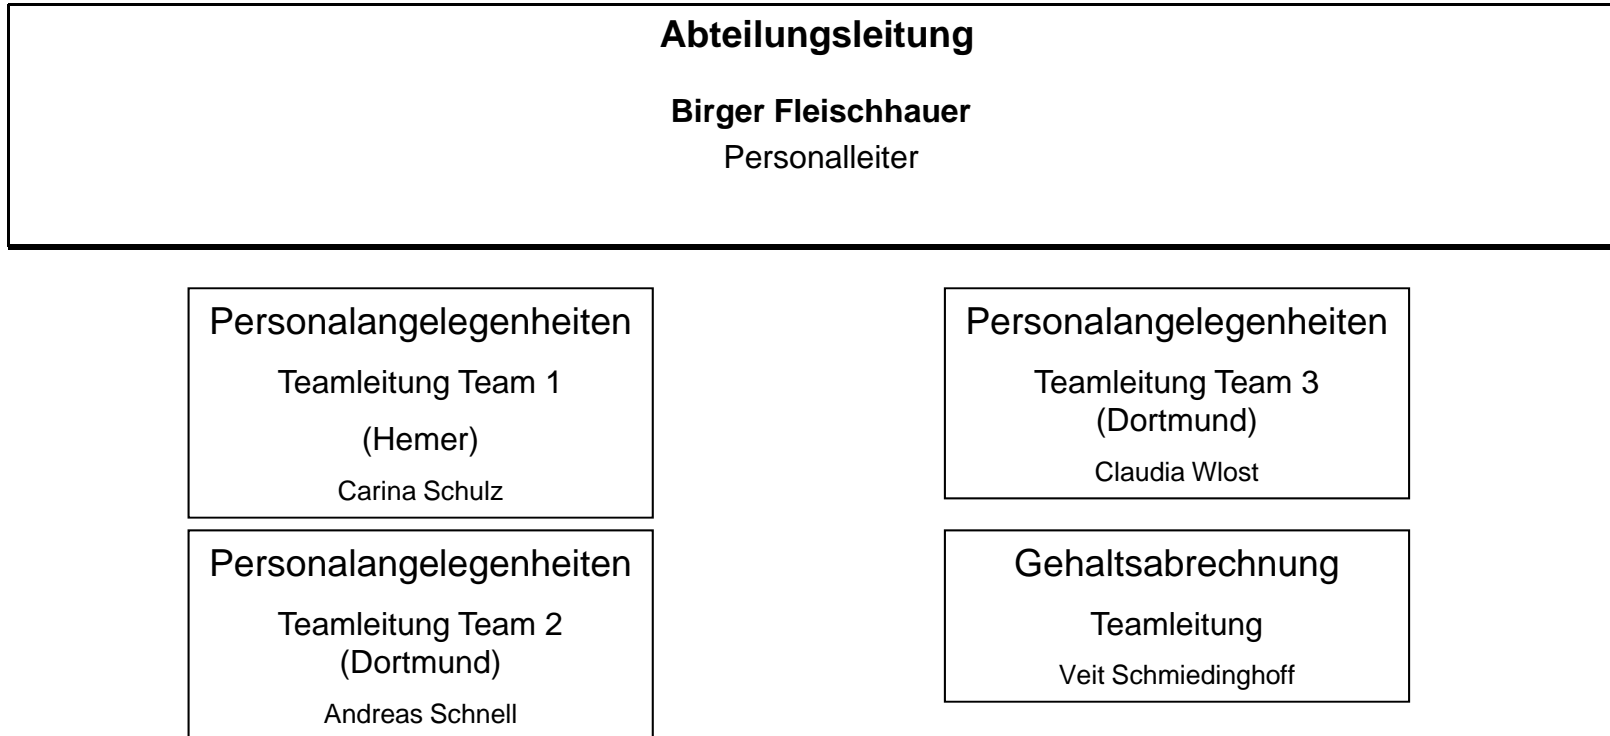 Abteilungsleitung
Birger Fleischhauer
Personalleiter
Personalangelegenheiten
Teamleitung Team 1
(Hemer)
Carina Schulz
Personalangelegenheiten
Teamleitung Team 2
(Dortmund)
Andreas Schnell
Personalangelegenheiten
Teamleitung Team 3
(Dortmund)
Claudia Wlost
Gehaltsabrechnung
Teamleitung
Veit Schmiedinghoff